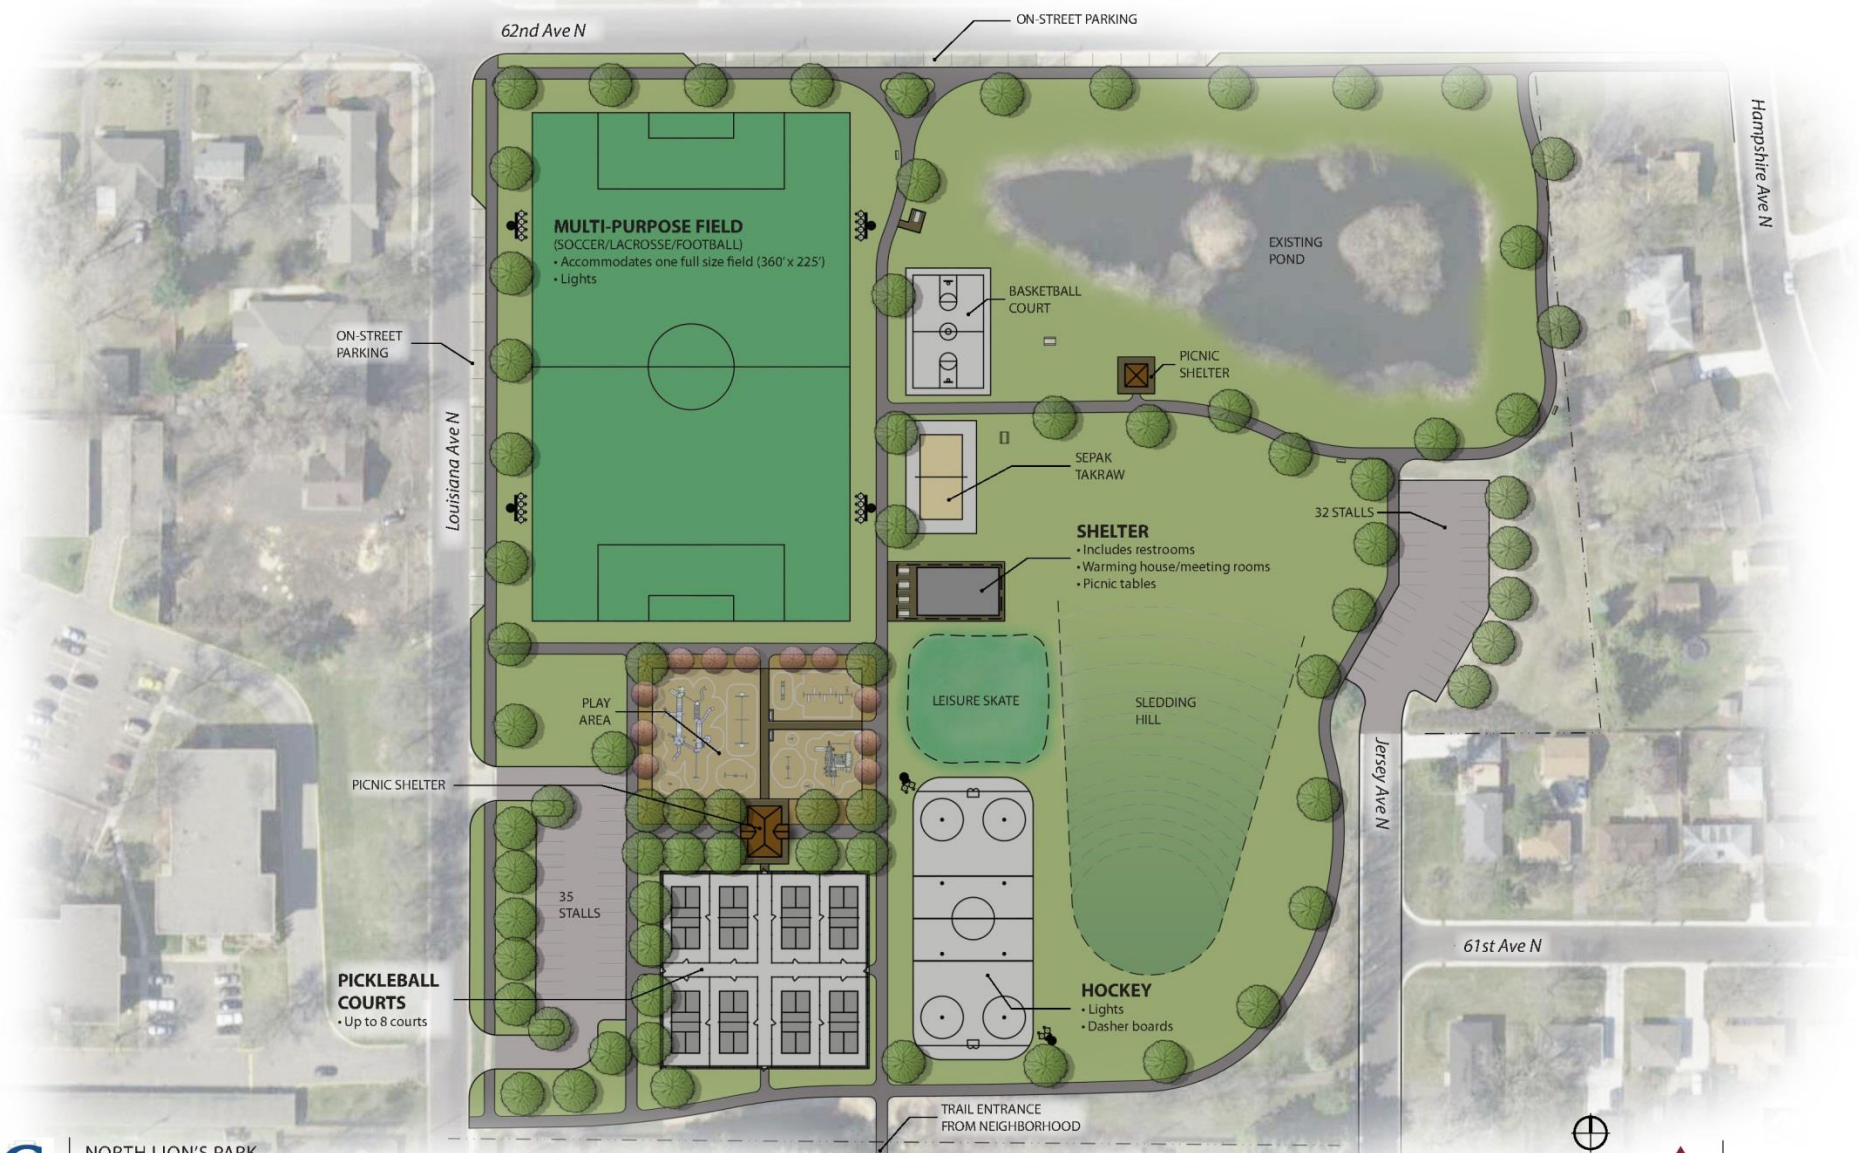 62nd Ave N
ON-STREET PARKING
Hampshire Ave N
MULTI-PURPOSE FIELD
(SOCCER/LACROSSE/FOOTBALL)
• Accommodates one full size field (360' x 225')
• Lights
EXISTING
POND
BASKETBALL
COURT
ON-STREET
PARKING
PICNIC
SHELTER
Louisiana Ave N
SEPAK
TAKRAW
32 STALLS
SHELTER
• Includes restrooms
• Warming house/meeting rooms
• Picnic tables
PLAY
AREA
LEISURE SKATE
SLEDDING
HILL
Jersey Ave N
PICNIC SHELTER
35
STALLS
61st Ave N
PICKLEBALL
COURTS
• Up to 8 courts
HOCKEY
• Lights
• Dasher boards
TRAIL ENTRANCE
FROM NEIGHBORHOOD
NORTH LION'S PARK